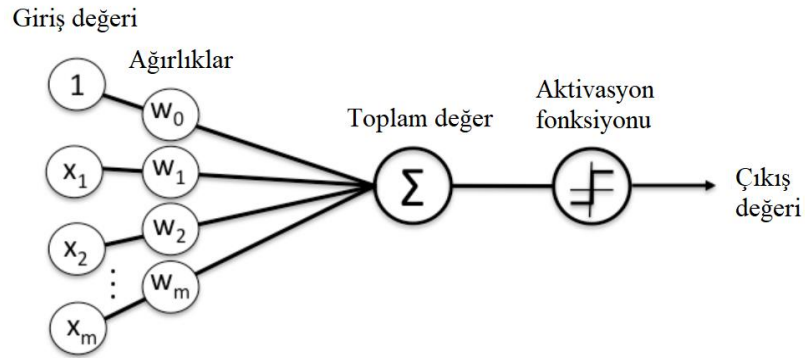 Giriş değeri
Ağırlıklar
1
w0
x1
w1
x2
w2
⋮
xm
wm
Toplam değer
Σ
Aktivasyon
fonksiyonu
Çıkış
değeri